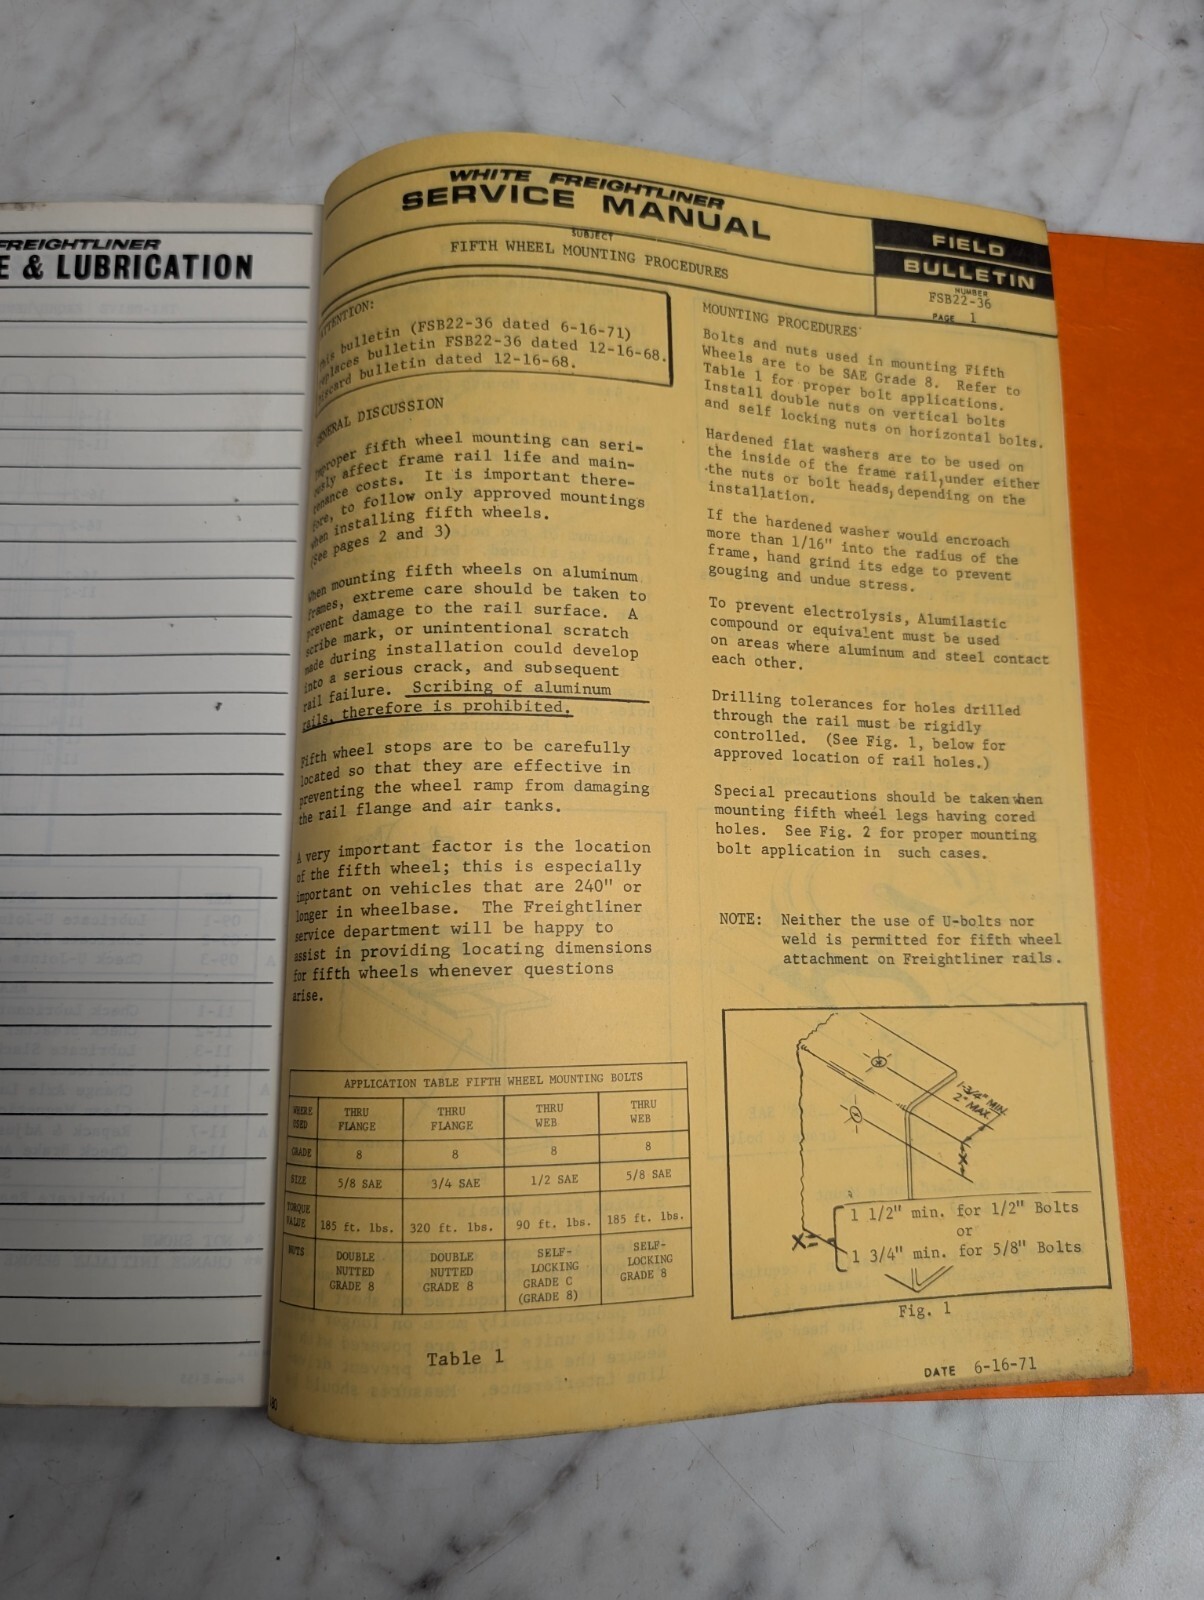 FREIGHTLINER
E & LUBRICATION
WHITE FREIGHTLINER
SERVICE MANUAL
SUBJECT
FIFTH WHEEL MOUNTING PROCEDURES
FIELD
BULLETIN
NUMBER
FSB22-36
PAGE 1
ATTENTION:
This bulletin (FSB22-36 dated 6-16-71)
replaces bulletin FSB22-36 dated 12-16-68.
Discard bulletin dated 12-16-68.
GENERAL DISCUSSION
Improper fifth wheel mounting can seri-
ously affect frame rail life and main-
tenance costs. It is important there-
fore, to follow only approved mountings
when installing fifth wheels.
(See pages 2 and 3)
When mounting fifth wheels on aluminum
frames, extreme care should be taken to
prevent damage to the rail surface. A
scribe mark, or unintentional scratch
made during installation could develop
into a serious crack, and subsequent
rail failure. Scribing of aluminum
rails, therefore is prohibited.
Fifth wheel stops are to be carefully
located so that they are effective in
preventing the wheel ramp from damaging
the rail flange and air tanks.
A very important factor is the location
of the fifth wheel; this is especially
important on vehicles that are 240" or
longer in wheelbase. The Freightliner
service department will be happy to
assist in providing locating dimensions
for fifth wheels whenever questions
arise.
APPLICATION TABLE FIFTH WHEEL MOUNTING BOLTS
WHERE USED THRU FLANGE THRU FLANGE THRU WEB THRU WEB
GRADE 8 8 8 8
SIZE 5/8 SAE 3/4 SAE 1/2 SAE 5/8 SAE
TORQUE VALUE 185 ft. lbs. 320 ft. lbs. 90 ft. lbs. 185 ft. lbs.
NUTS DOUBLE NUTTED GRADE 8 DOUBLE NUTTED GRADE 8 SELF-LOCKING GRADE C (GRADE 8) SELF-LOCKING GRADE 8
Table 1
MOUNTING PROCEDURES
Bolts and nuts used in mounting Fifth
Wheels are to be SAE Grade 8. Refer to
Table 1 for proper bolt applications.
Install double nuts on vertical bolts
and self locking nuts on horizontal bolts.
Hardened flat washers are to be used on
the inside of the frame rail, under either
the nuts or bolt heads, depending on the
installation.
If the hardened washer would encroach
more than 1/16" into the radius of the
frame, hand grind its edge to prevent
gouging and undue stress.
To prevent electrolysis, Alumilastic
compound or equivalent must be used
on areas where aluminum and steel contact
each other.
Drilling tolerances for holes drilled
through the rail must be rigidly
controlled. (See Fig. 1, below for
approved location of rail holes.)
Special precautions should be taken when
mounting fifth wheel legs having cored
holes. See Fig. 2 for proper mounting
bolt application in such cases.
NOTE: Neither the use of U-bolts nor
weld is permitted for fifth wheel
attachment on Freightliner rails.
1-3/4" MIN.
2" MAX
X
X=
1 1/2" min. for 1/2" Bolts
or
1 3/4" min. for 5/8" Bolts
Fig. 1
DATE 6-16-71